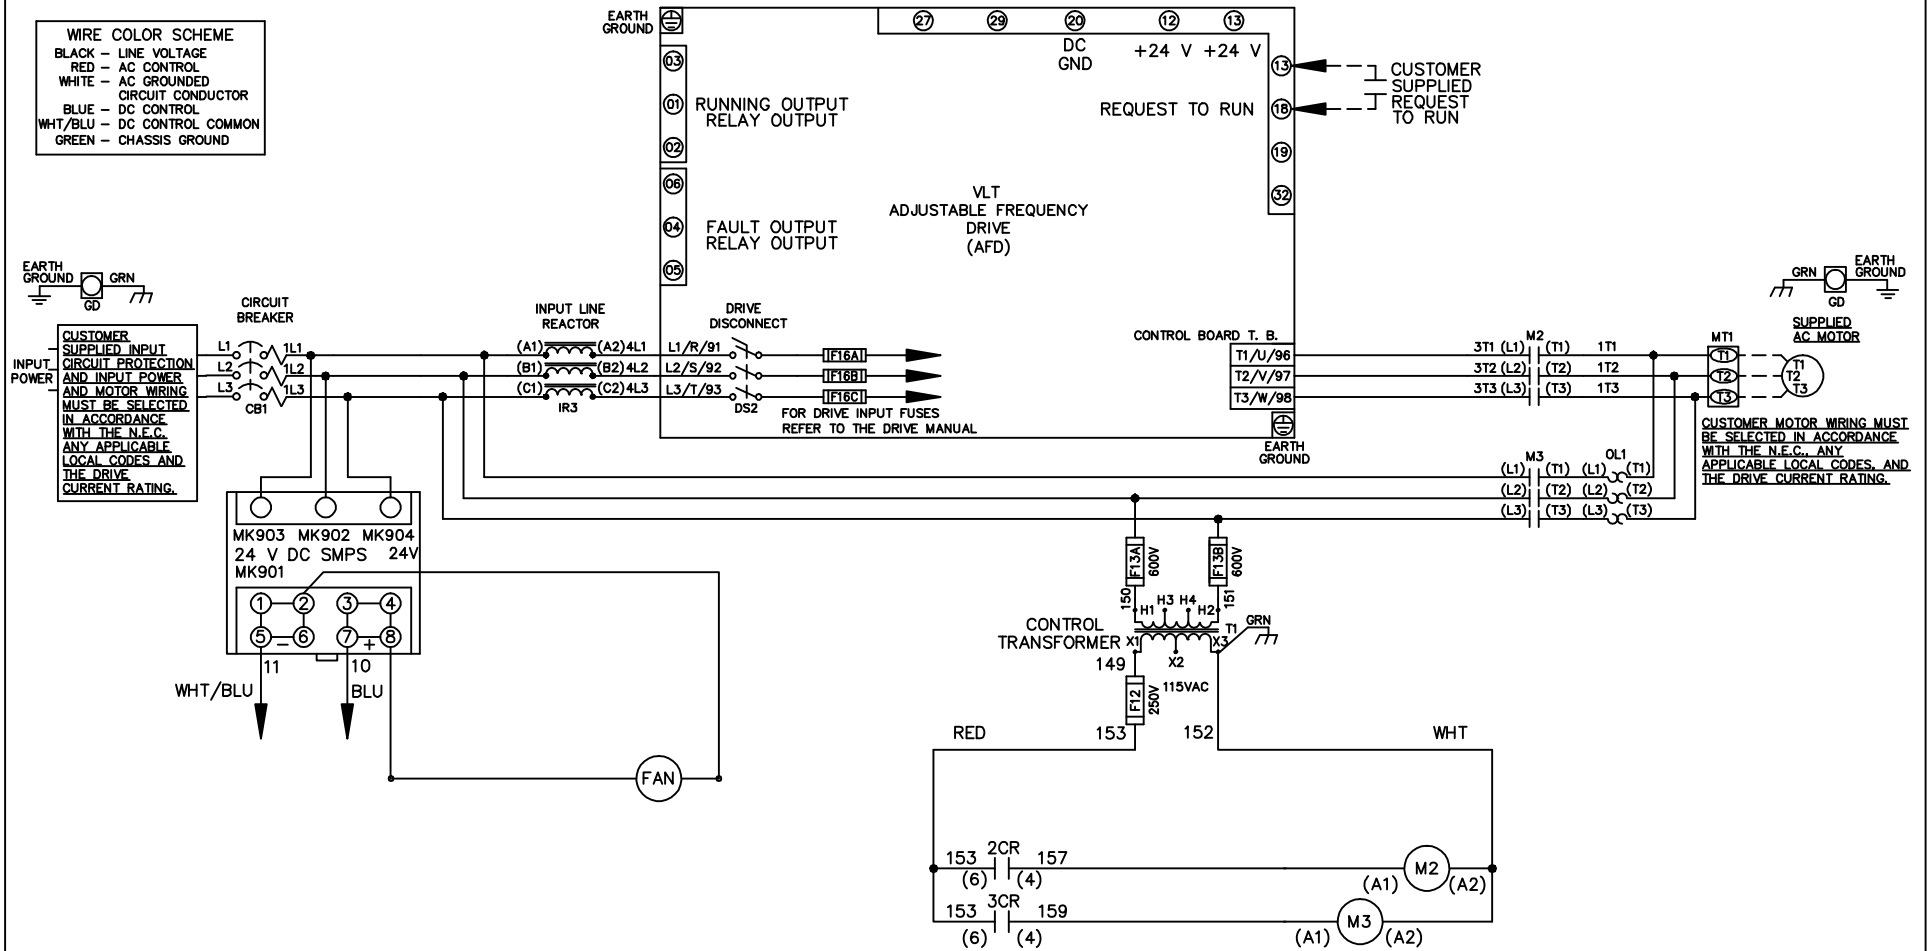 WIRE COLOR SCHEME
BLACK – LINE VOLTAGE
RED – AC CONTROL
WHITE – AC GROUNDED
CIRCUIT CONDUCTOR
BLUE – DC CONTROL
WHT/BLU – DC CONTROL COMMON
GREEN – CHASSIS GROUND
EARTH
GROUND
27 29 20 12 13
DC
GND
+24 V +24 V
03
01
02
RUNNING OUTPUT
RELAY OUTPUT
06
04
05
FAULT OUTPUT
RELAY OUTPUT
VLT
ADJUSTABLE FREQUENCY
DRIVE
(AFD)
REQUEST TO RUN
13
18
19
32
CUSTOMER
SUPPLIED
REQUEST
TO RUN
EARTH
GROUND
GRN
GD
INPUT
POWER
CUSTOMER
SUPPLIED INPUT
CIRCUIT PROTECTION
AND INPUT POWER
AND MOTOR WIRING
MUST BE SELECTED
IN ACCORDANCE
WITH THE N.E.C.
ANY APPLICABLE
LOCAL CODES AND
THE DRIVE
CURRENT RATING.
CIRCUIT
BREAKER
L1 1L1
L2 1L2
L3 1L3
CB1
INPUT LINE
REACTOR
(A1) (A2) 4L1
(B1) (B2) 4L2
(C1) (C2) 4L3
IR3
DRIVE
DISCONNECT
L1/R/91 F16A
L2/S/92 F16B
L3/T/93 F16C
DS2
FOR DRIVE INPUT FUSES
REFER TO THE DRIVE MANUAL
CONTROL BOARD T. B.
T1/U/96
T2/V/97
T3/W/98
EARTH
GROUND
M2
3T1 (L1) (T1) 1T1
3T2 (L2) (T2) 1T2
3T3 (L3) (T3) 1T3
MT1
T1
T2
T3
GRN
GD
EARTH
GROUND
SUPPLIED
AC MOTOR
T1
T2
T3
CUSTOMER MOTOR WIRING MUST
BE SELECTED IN ACCORDANCE
WITH THE N.E.C., ANY
APPLICABLE LOCAL CODES, AND
THE DRIVE CURRENT RATING.
M3 OL1
(L1) (T1) (L1) (T1)
(L2) (T2) (L2) (T2)
(L3) (T3) (L3) (T3)
MK903 MK902 MK904
24 V DC SMPS 24V
MK901
1 2 3 4
5 – 6 7 + 8
11 10
WHT/BLU BLU
FAN
F13A 600V F13B 600V
150 151
H1 H3 H4 H2
CONTROL
TRANSFORMER
T1
GRN
X1 X2 X3
149
115VAC
F12 250V
153 152
RED WHT
153 2CR 157
(6) (4)
M2
(A1) (A2)
153 3CR 159
(6) (4)
M3
(A1) (A2)